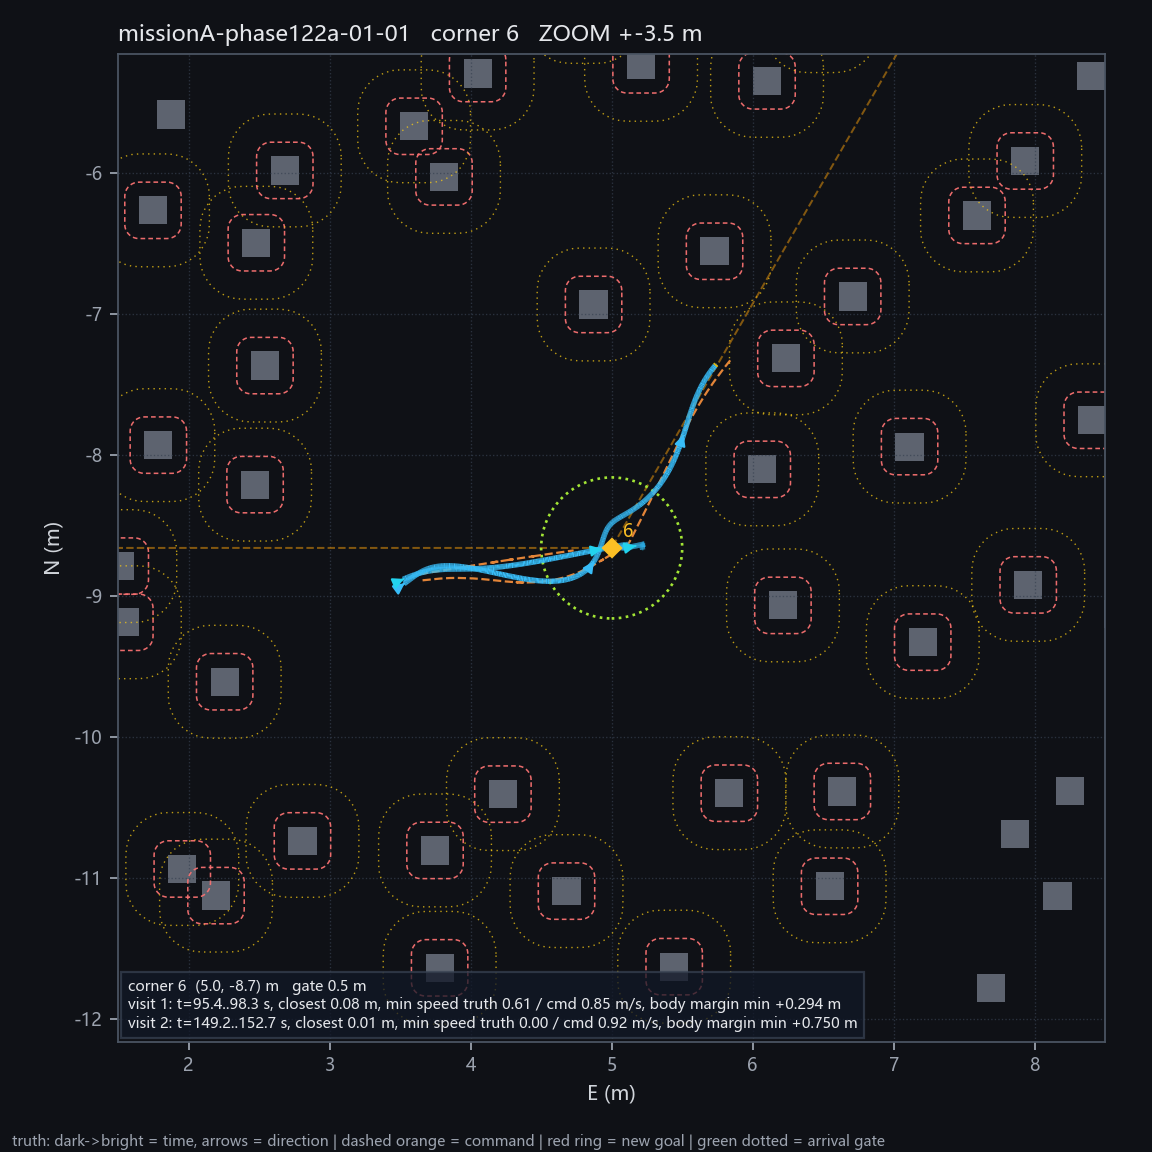 missionA-phase122a-01-01   corner 6   ZOOM +-3.5 m
-6
-7
-8
-9
-10
-11
-12
N (m)
6
corner 6  (5.0, -8.7) m   gate 0.5 m
visit 1: t=95.4..98.3 s, closest 0.08 m, min speed truth 0.61 / cmd 0.85 m/s, body margin min +0.294 m
visit 2: t=149.2..152.7 s, closest 0.01 m, min speed truth 0.00 / cmd 0.92 m/s, body margin min +0.750 m
2 3 4 5 6 7 8
E (m)
truth: dark->bright = time, arrows = direction | dashed orange = command | red ring = new goal | green dotted = arrival gate